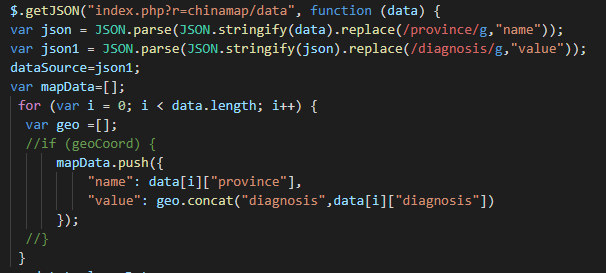 $.getJSON("index.php?r=chinamap/data", function (data) {
var json = JSON.parse(JSON.stringify(data).replace(/province/g,"name"));
var json1 = JSON.parse(JSON.stringify(json).replace(/diagnosis/g,"value"));
dataSource=json1;
var mapData=[];
for (var i = 0; i < data.length; i++) {
var geo =[];
//if (geoCoord) {
mapData.push({
"name": data[i]["province"],
"value": geo.concat("diagnosis",data[i]["diagnosis"])
});
//}
}